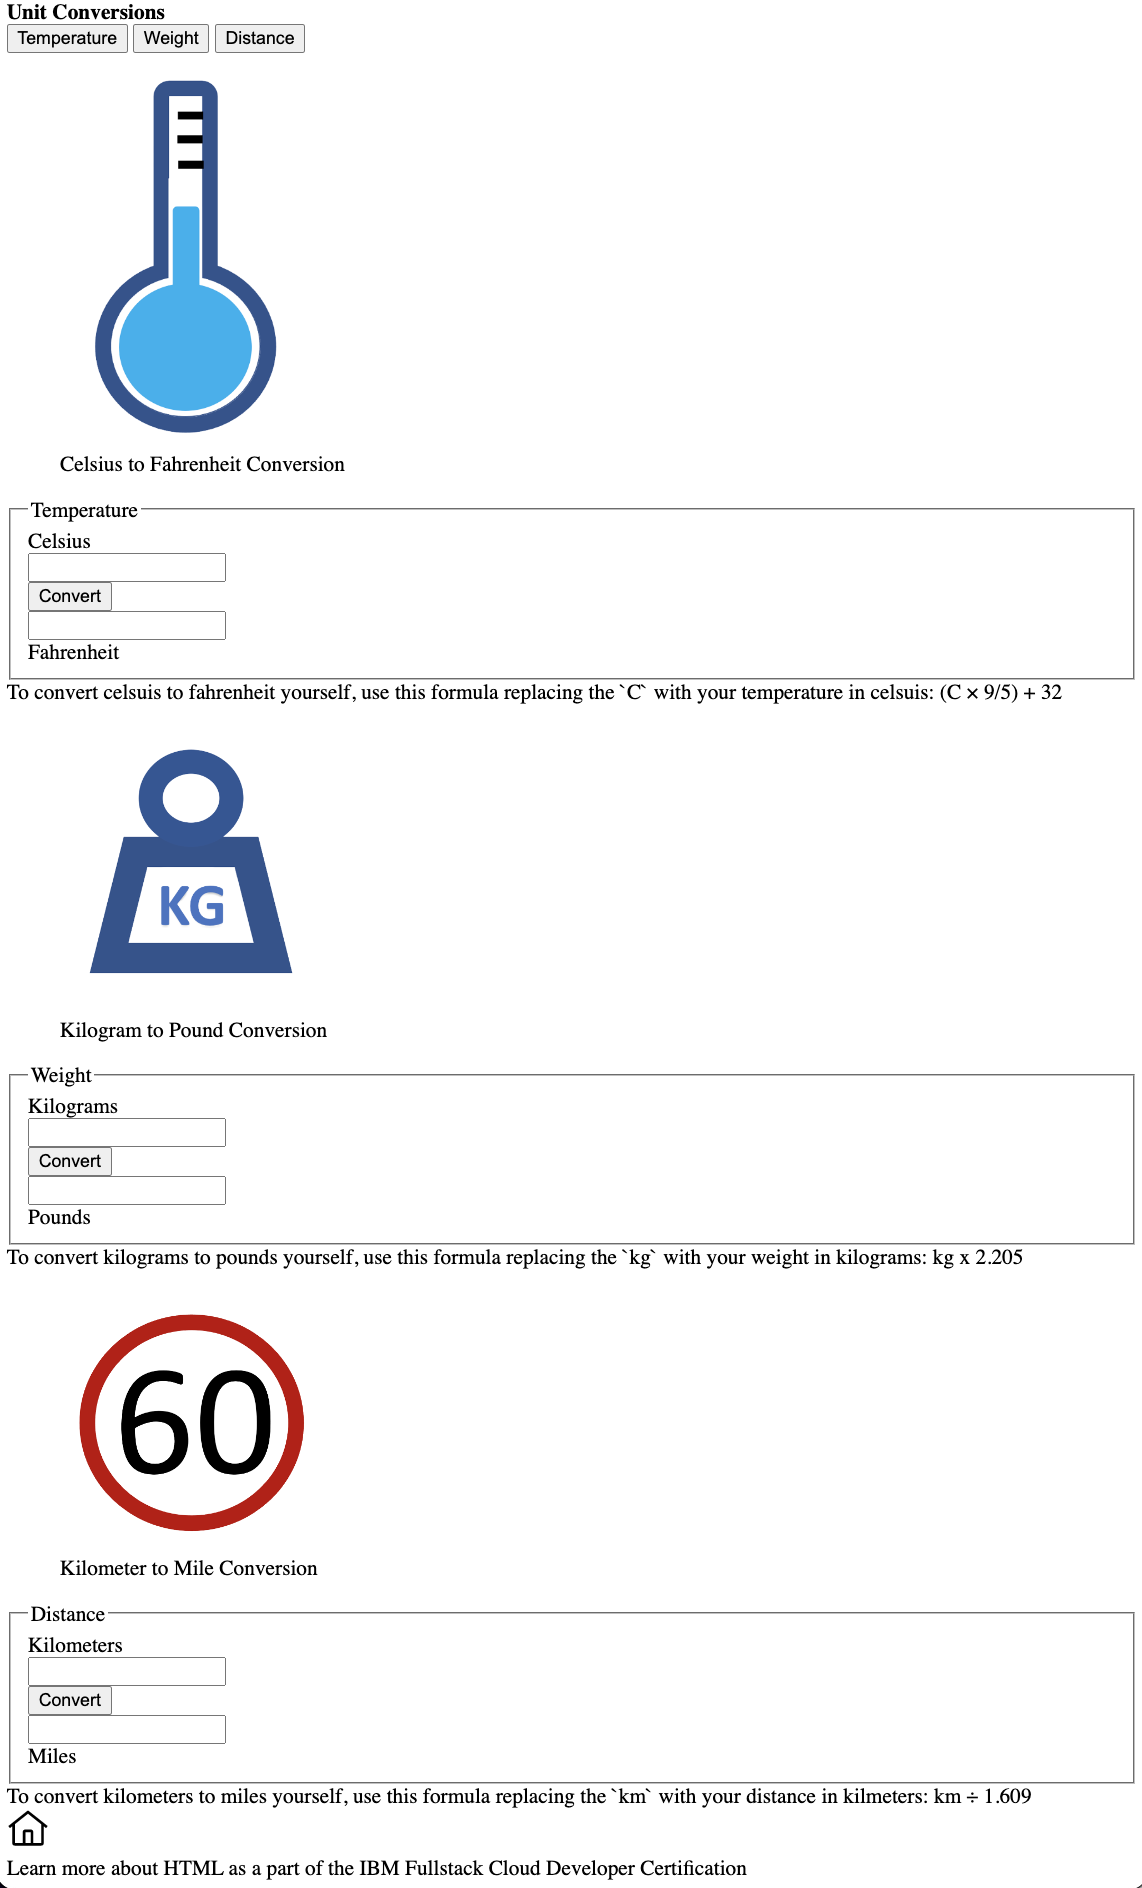 Unit Conversions
Temperature Weight Distance
Celsius to Fahrenheit Conversion
Temperature
Celsius
Convert
Fahrenheit
To convert celsuis to fahrenheit yourself, use this formula replacing the `C` with your temperature in celsuis: (C × 9/5) + 32
KG
Kilogram to Pound Conversion
Weight
Kilograms
Convert
Pounds
To convert kilograms to pounds yourself, use this formula replacing the `kg` with your weight in kilograms: kg x 2.205
60
Kilometer to Mile Conversion
Distance
Kilometers
Convert
Miles
To convert kilometers to miles yourself, use this formula replacing the `km` with your distance in kilmeters: km ÷ 1.609
Learn more about HTML as a part of the IBM Fullstack Cloud Developer Certification